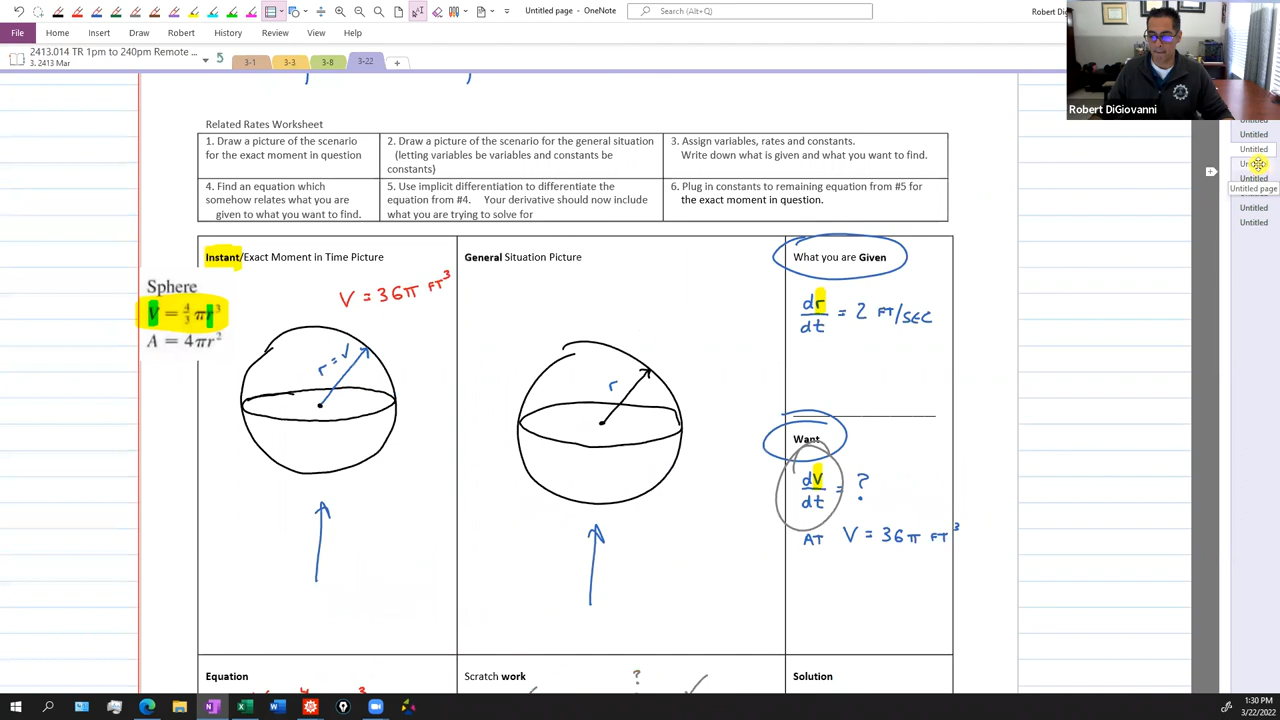 Untitled page - OneNote
Search (Alt+Q)
Robert Di
File
Home
Insert
Draw
Robert
History
Review
View
Help
2413.014 TR 1pm to 240pm Remote ...
3. 2413 Mar
5
3-1
3-3
3-8
3-22
Robert DiGiovanni
Untitled
Untitled
Untitled
Untitled
Untitled page
Untitled
Untitled
Related Rates Worksheet
1. Draw a picture of the scenario
for the exact moment in question
2. Draw a picture of the scenario for the general situation
(letting variables be variables and constants be
constants)
3. Assign variables, rates and constants.
Write down what is given and what you want to find.
4. Find an equation which
somehow relates what you are
given to what you want to find.
5. Use implicit differentiation to differentiate the
equation from #4. Your derivative should now include
what you are trying to solve for
6. Plug in constants to remaining equation from #5 for
the exact moment in question.
Instant/Exact Moment in Time Picture
V = 36π FT³
r = √
Sphere
V = 4/3 πr³
A = 4πr²
General Situation Picture
r
What you are Given
dr/dt = 2 FT/SEC
Want
dV/dt = ?
AT V = 36π FT³
Equation
Scratch work
?
Solution
1:30 PM
3/22/2022